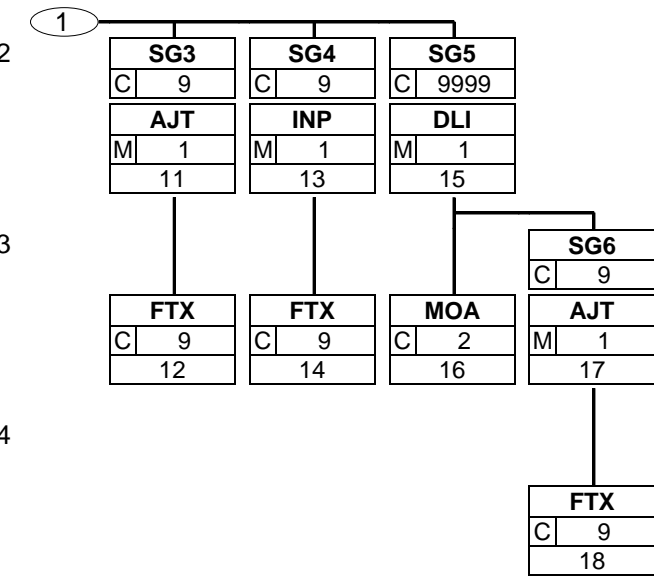 1
2
SG3 SG4 SG5
C 9 C 9 C 9999
AJT INP DLI
M 1 M 1 M 1
11 13 15
3
SG6
C 9
FTX FTX MOA AJT
C 9 C 9 C 2 M 1
12 14 16 17
4
FTX
C 9
18